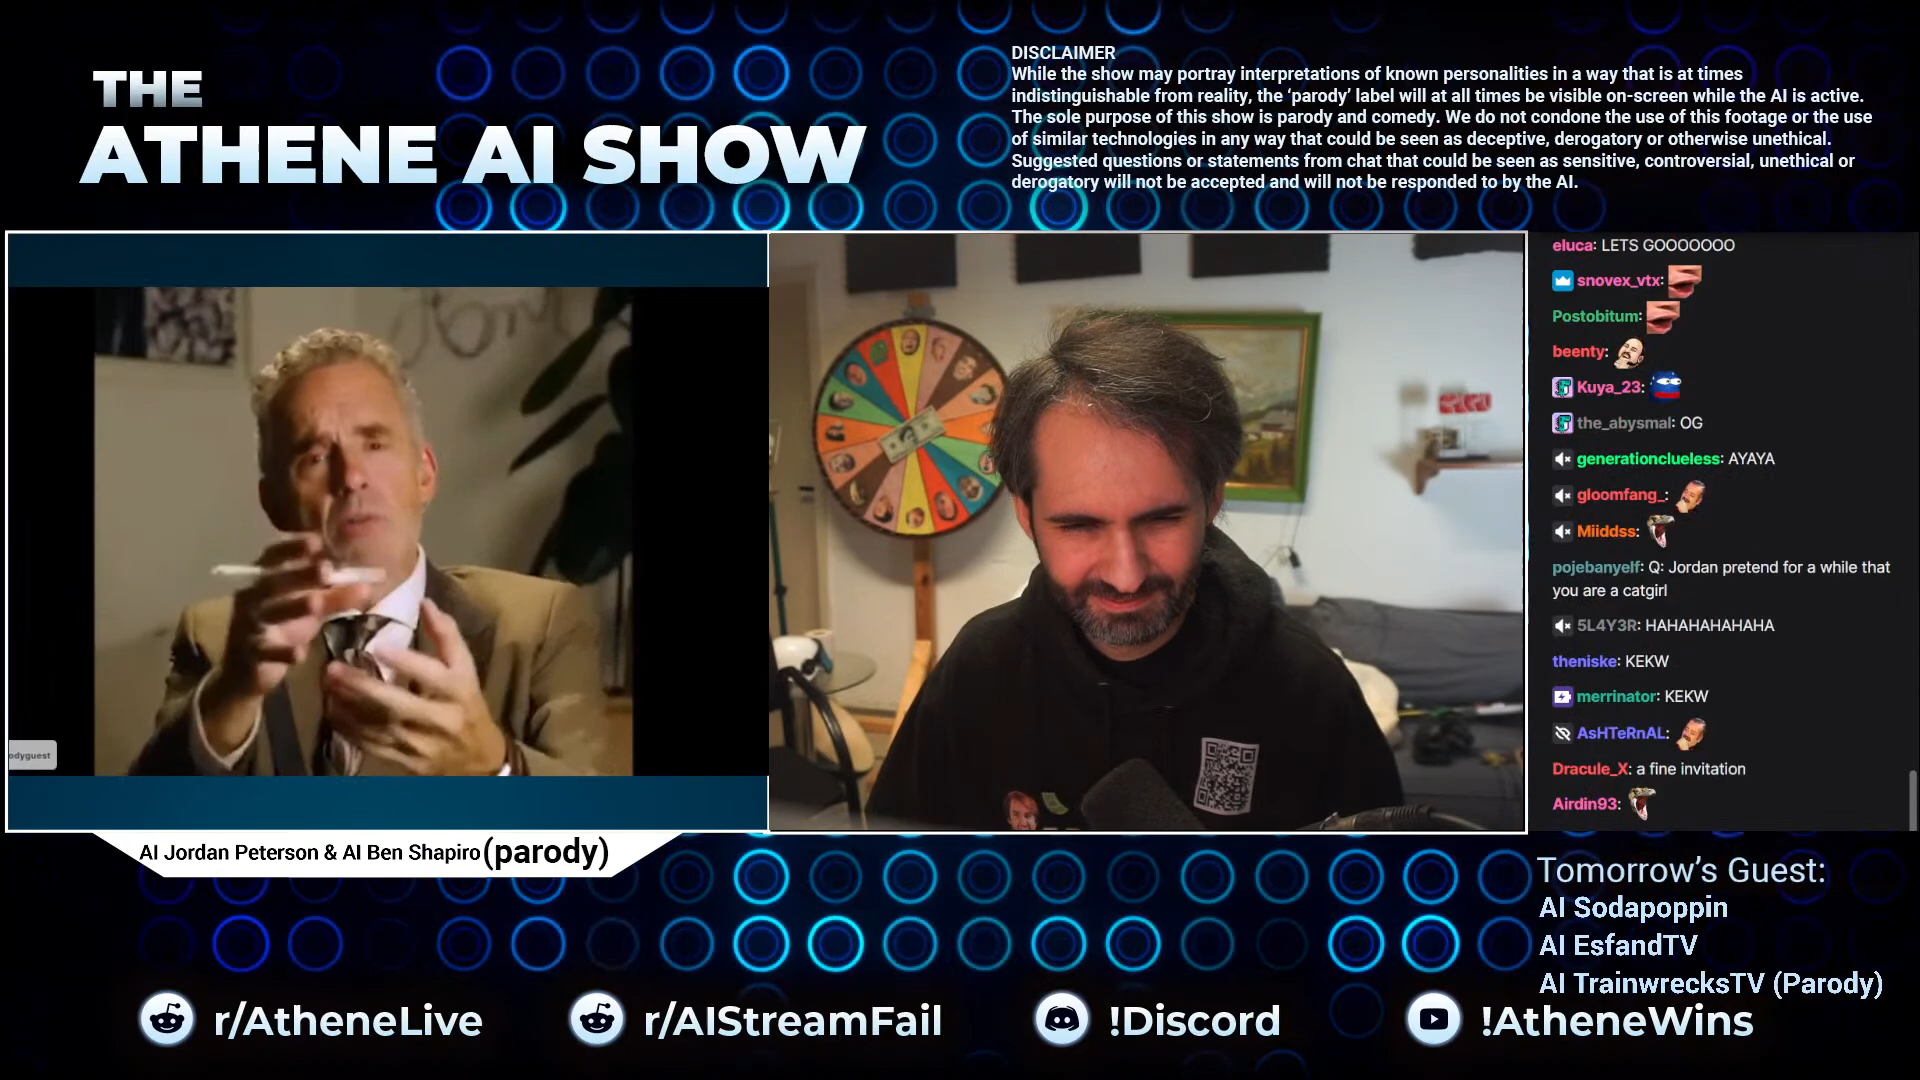 THE
ATHENE AI SHOW
DISCLAIMER
While the show may portray interpretations of known personalities in a way that is at times
indistinguishable from reality, the ‘parody’ label will at all times be visible on-screen while the AI is active.
The sole purpose of this show is parody and comedy. We do not condone the use of this footage or the use
of similar technologies in any way that could be seen as deceptive, derogatory or otherwise unethical.
Suggested questions or statements from chat that could be seen as sensitive, controversial, unethical or
derogatory will not be accepted and will not be responded to by the AI.
eluca: LETS GOOOOOOO
snovex_vtx:
Postobitum:
beenty:
Kuya_23:
the_abysmal: OG
generationclueless: AYAYA
gloomfang_:
Miiddss:
pojebanyelf: Q: Jordan pretend for a while that
you are a catgirl
5L4Y3R: HAHAHAHAHAHA
theniske: KEKW
merrinator: KEKW
AsHTeRnAL:
Dracule_X: a fine invitation
Airdin93:
odyguest
AI Jordan Peterson & AI Ben Shapiro (parody)
Tomorrow’s Guest:
AI Sodapoppin
AI EsfandTV
AI TrainwrecksTV (Parody)
r/AtheneLive
r/AIStreamFail
!Discord
!AtheneWins